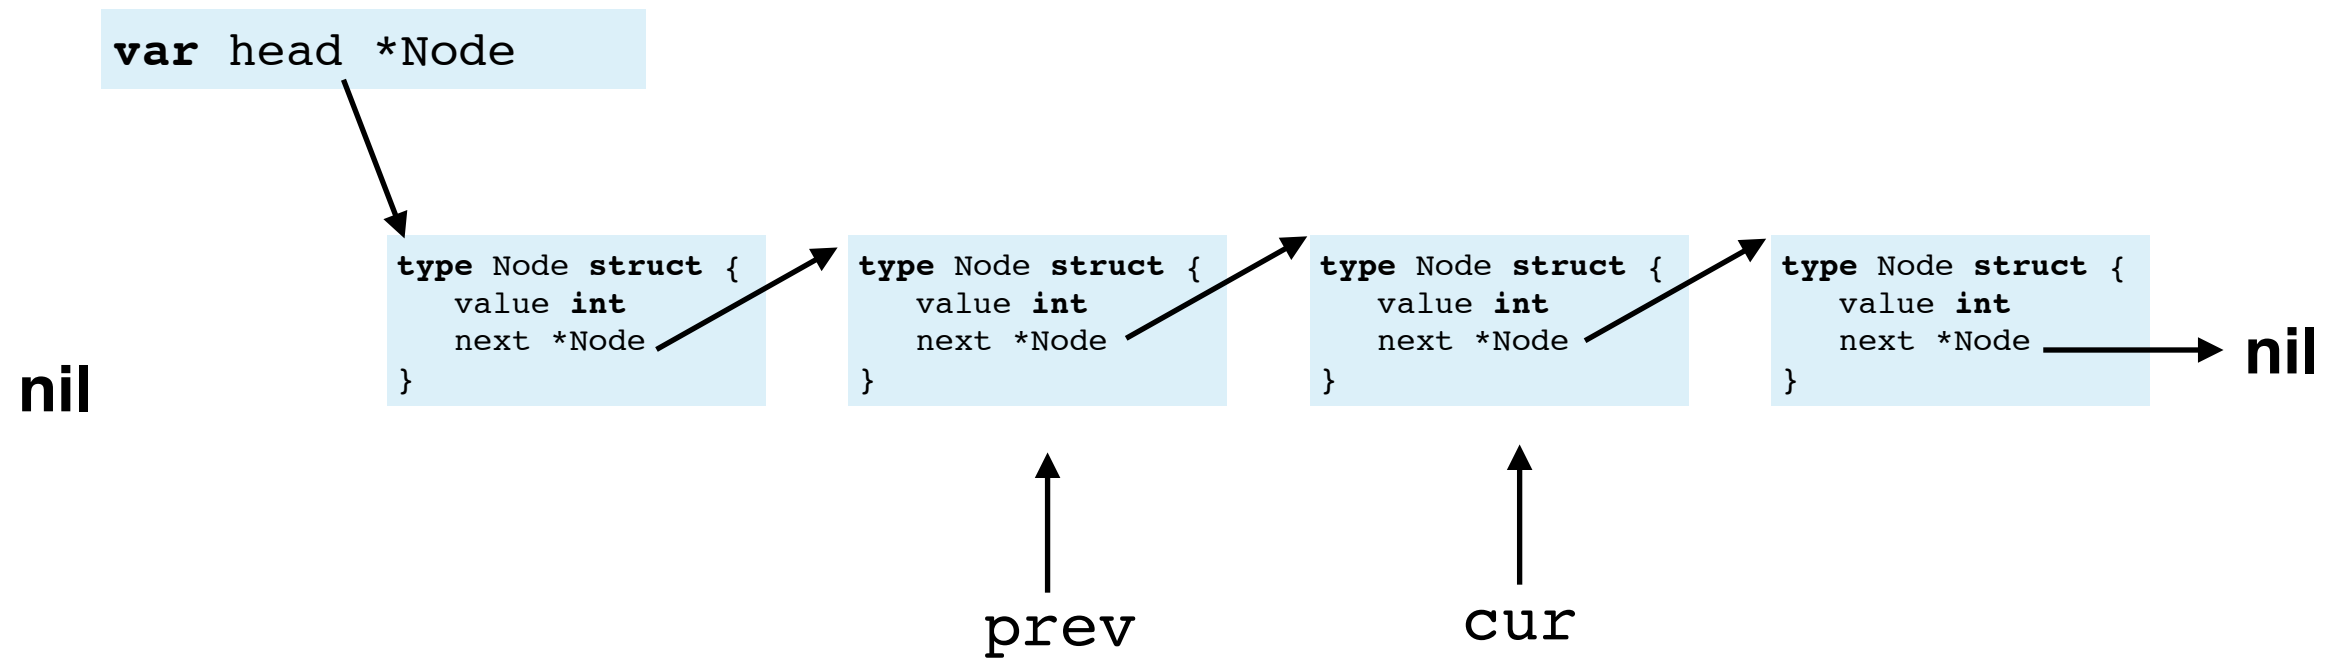 var head *Node
type Node struct {
value int
next *Node
}
type Node struct {
value int
next *Node
}
type Node struct {
value int
next *Node
}
type Node struct {
value int
next *Node
}
nil
nil
prev
cur